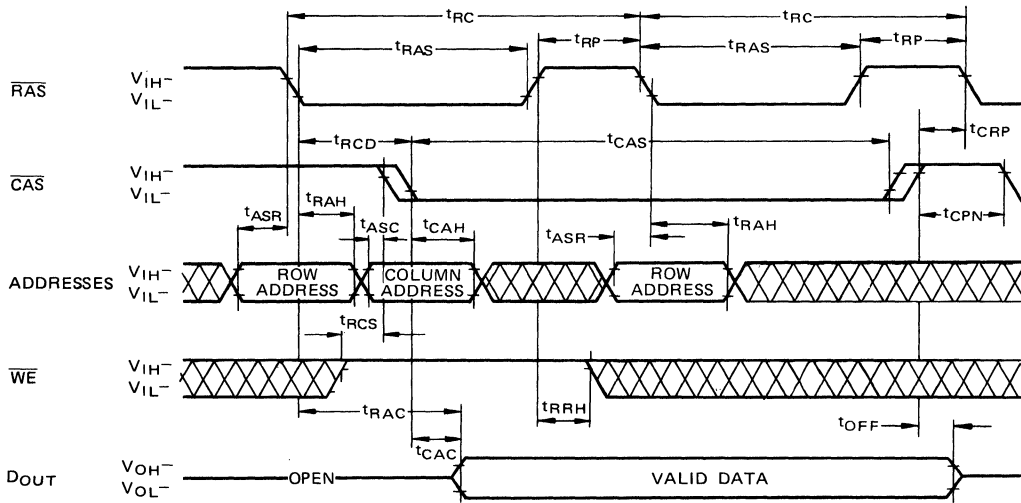 tRC tRC
tRAS tRP tRAS tRP
RAS VIH– VIL–
tRCD tCAS tCRP
CAS VIH– VIL–
tASR tRAH tASC tCAH tASR tRAH tCPN
ADDRESSES VIH– VIL– ROW ADDRESS COLUMN ADDRESS ROW ADDRESS
tRCS
WE VIH– VIL–
tRAC tRRH tOFF
tCAC
DOUT VOH– VOL– OPEN VALID DATA